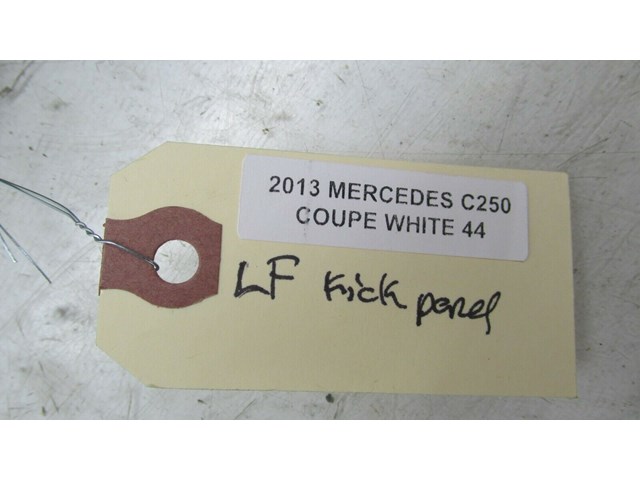 2013 MERCEDES C250
COUPE WHITE 44
LF Kick panel